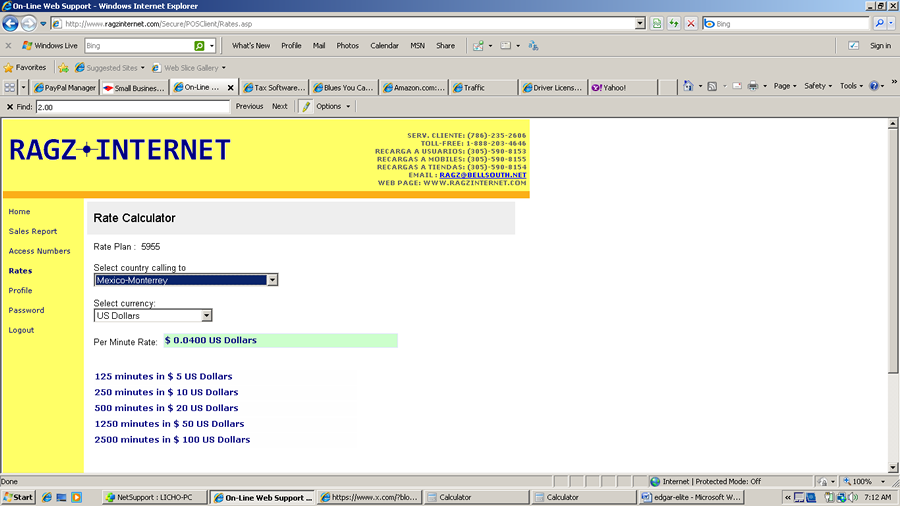 On-Line Web Support - Windows Internet Explorer
http://www.ragzinternet.com/Secure/POSClient/Rates.asp
Bing
Windows Live
Bing
What's New
Profile
Mail
Photos
Calendar
MSN
Share
Sign in
Favorites
Suggested Sites
Web Slice Gallery
PayPal Manager
Small Business...
On-Line ...
Tax Software...
Blues You Ca...
Amazon.com:...
Traffic
Driver Licens...
Yahoo!
Page
Safety
Tools
Find: 2.00
Previous
Next
Options
RAGZ INTERNET
SERV. CLIENTE: (786)-235-2606
TOLL-FREE: 1-888-203-4646
RECARGA A USUARIOS: (305)-590-8153
RECARGAS A MOBILES: (305)-590-8155
RECARGAS A TIENDAS: (305)-590-8154
EMAIL : RAGZ@BELLSOUTH.NET
WEB PAGE: WWW.RAGZINTERNET.COM
Home
Sales Report
Access Numbers
Rates
Profile
Password
Logout
Rate Calculator
Rate Plan : 5955
Select country calling to
Mexico-Monterrey
Select currency:
US Dollars
Per Minute Rate: $ 0.0400 US Dollars
125 minutes in $ 5 US Dollars
250 minutes in $ 10 US Dollars
500 minutes in $ 20 US Dollars
1250 minutes in $ 50 US Dollars
2500 minutes in $ 100 US Dollars
Done
Internet | Protected Mode: Off
100%
Start
NetSupport : LICHO-PC
On-Line Web Support ...
https://www.x.com/?blo...
Calculator
Calculator
edgar-elite - Microsoft W...
7:12 AM